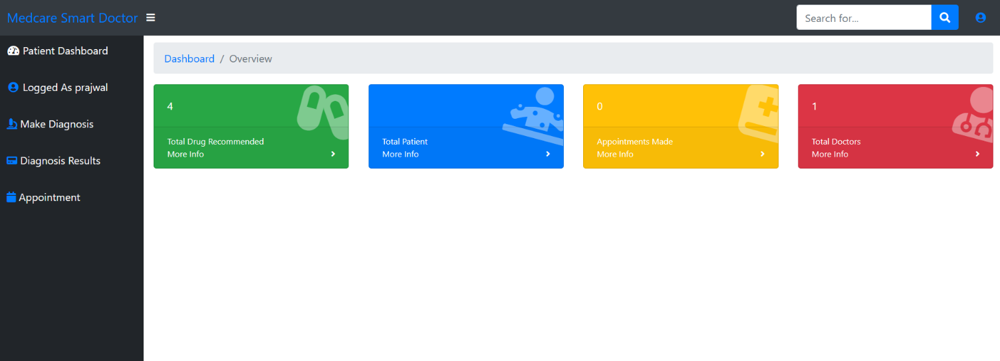 Medcare Smart Doctor
Search for...
Patient Dashboard
Logged As prajwal
Make Diagnosis
Diagnosis Results
Appointment
Dashboard / Overview
4
Total Drug Recommended
More Info
Total Patient
More Info
0
Appointments Made
More Info
1
Total Doctors
More Info